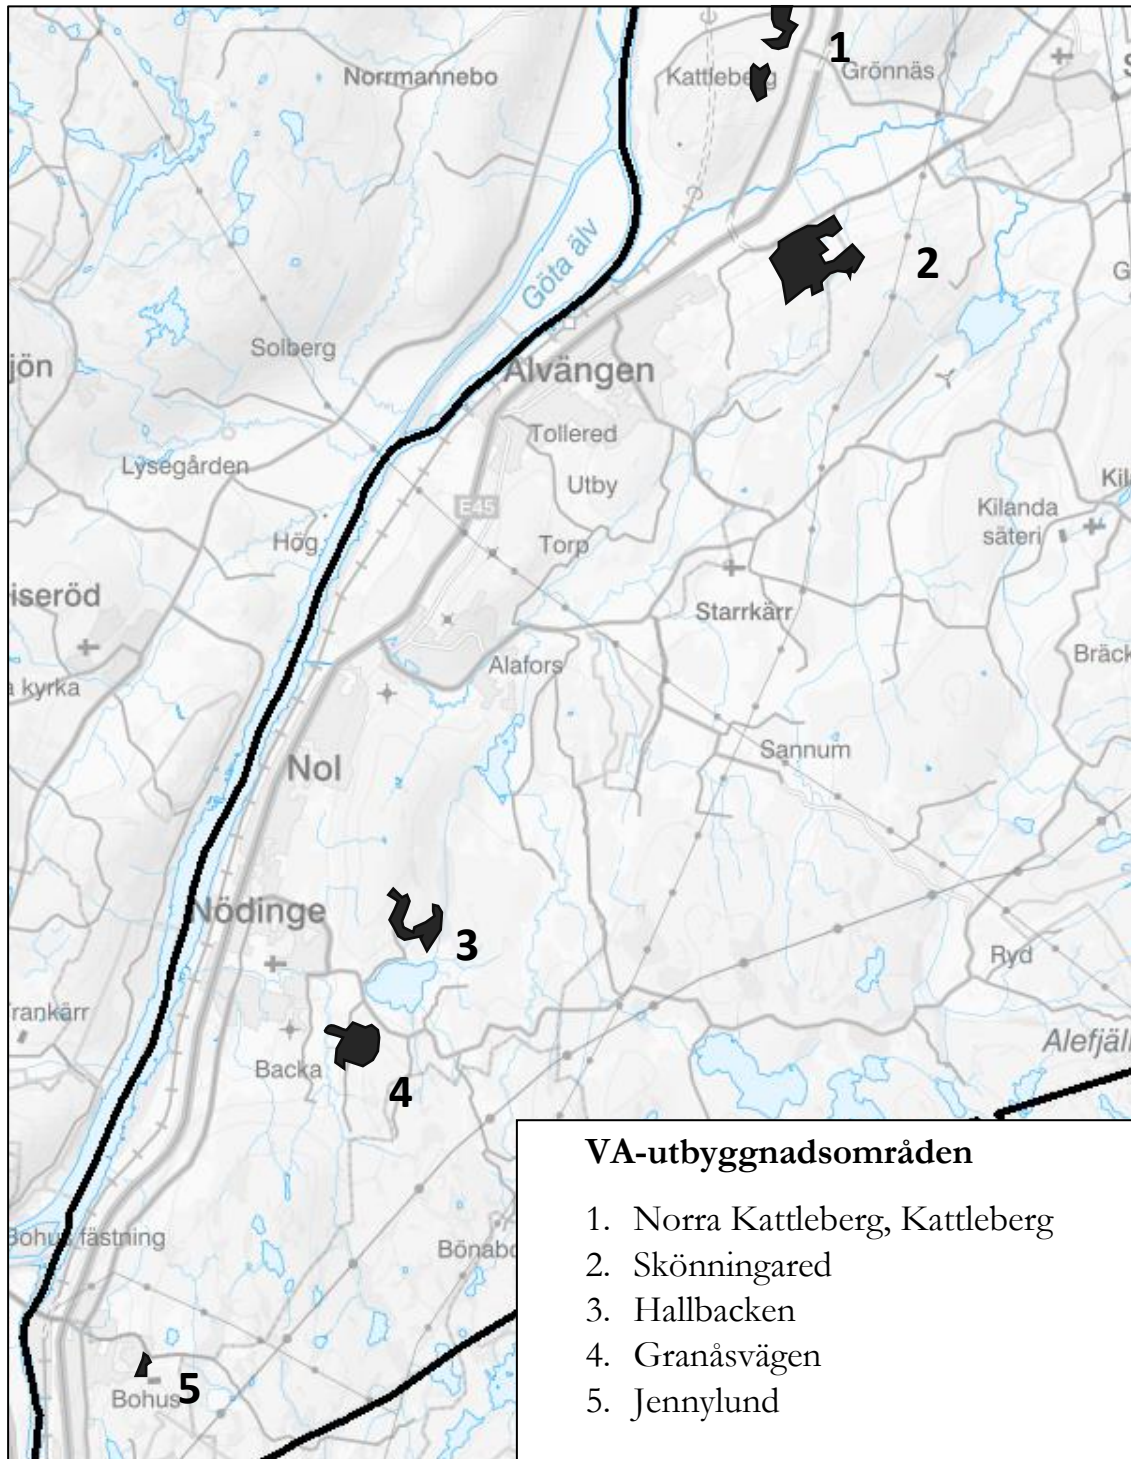 1
Norrmannebo
Kattleberg
Grönnäs
2
Göta älv
Solberg
jön
Älvängen
Tollered
Lysegården
Utby
E45
Kilanda
säteri
Hög
Torp
iseröd
Starrkärr
Alafors
Bräck
a kyrka
Sannum
Nol
Nödinge
3
Ryd
rankärr
Alefjäl
Backa
4
Bohus fästning
Bönabo
5
Bohus
VA-utbyggnadsområden
1. Norra Kattleberg, Kattleberg
2. Skönningared
3. Hallbacken
4. Granåsvägen
5. Jennylund